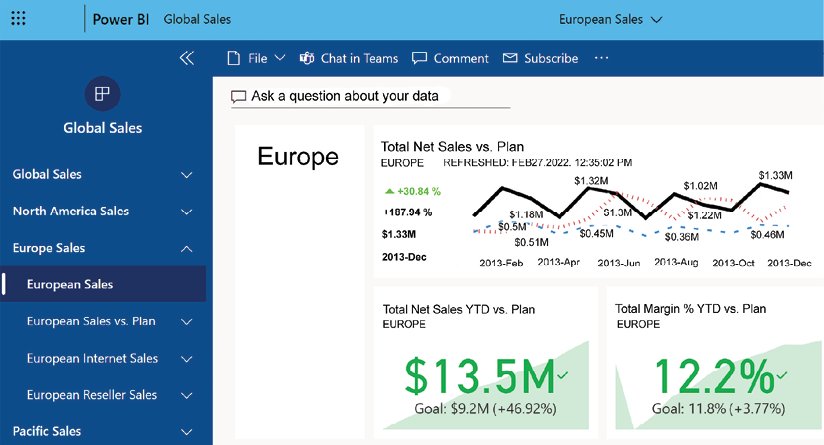 Power BI Global Sales European Sales
File Chat in Teams Comment Subscribe ...
Global Sales
Global Sales
North America Sales
Europe Sales
European Sales
European Sales vs. Plan
European Internet Sales
European Reseller Sales
Pacific Sales
Ask a question about your data
Europe
Total Net Sales vs. Plan
EUROPE REFRESHED: FEB27.2022. 12:35:02 PM
+30.84 %
+187.94 %
$1.33M
2013-Dec
$1.32M $1.02M $1.33M
$1.18M $1.3M $1.22M
$0.5M $0.45M $0.36M $0.46M
$0.51M
2013-Feb 2013-Apr 2013-Jun 2013-Aug 2013-Oct 2013-Dec
Total Net Sales YTD vs. Plan
EUROPE
$13.5M
Goal: $9.2M (+46.92%)
Total Margin % YTD vs. Plan
EUROPE
12.2%
Goal: 11.8% (+3.77%)